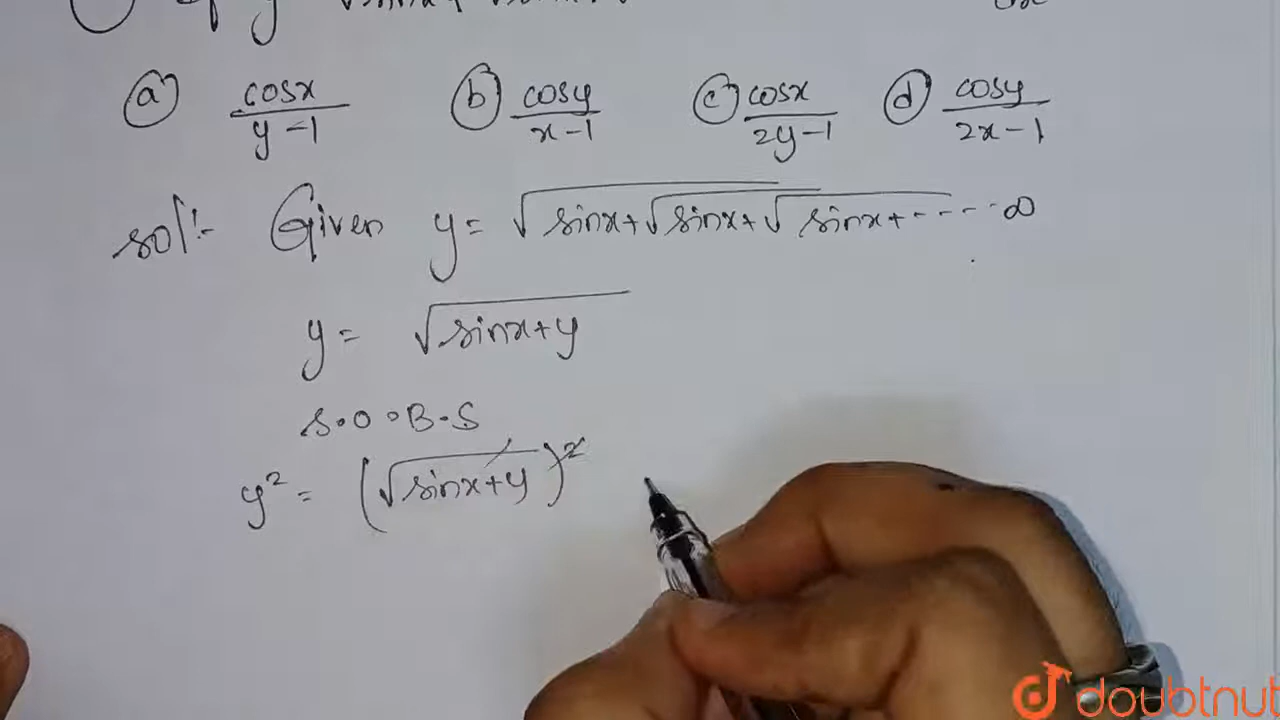 y
(a) cosx/(y-1) (b) cosy/(x-1) (c) cosx/(2y-1) (d) cosy/(2x-1)
sol:- Given y = √sinx+√sinx+√sinx+-----∞
y = √sinx+y
S.O.B.S
y² = (√sinx+y)²
doubtnut